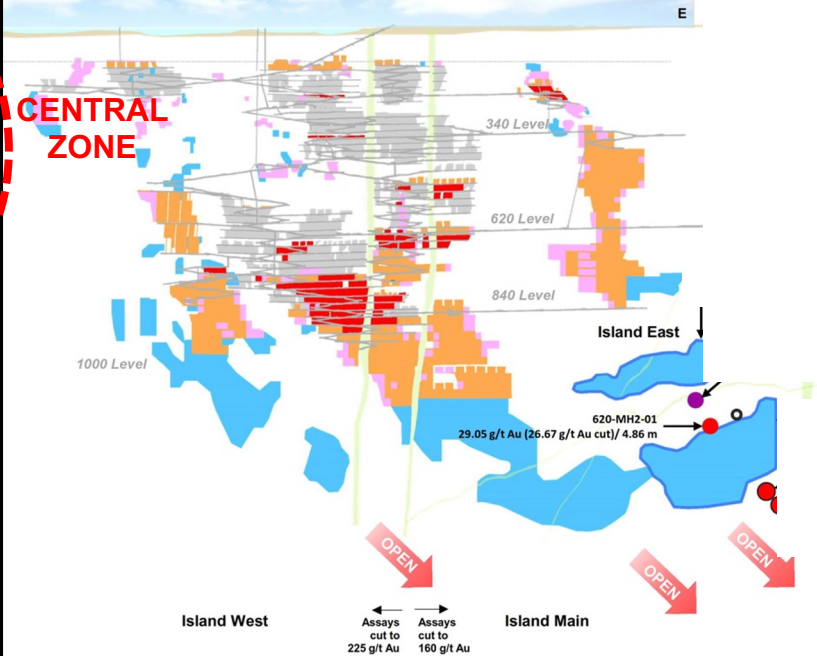 E
CENTRAL
ZONE
340 Level
620 Level
840 Level
Island East
1000 Level
620-MH2-01
29.05 g/t Au (26.67 g/t Au cut)/ 4.86 m
OPEN
OPEN
OPEN
Island West
Assays
cut to
225 g/t Au
Assays
cut to
160 g/t Au
Island Main